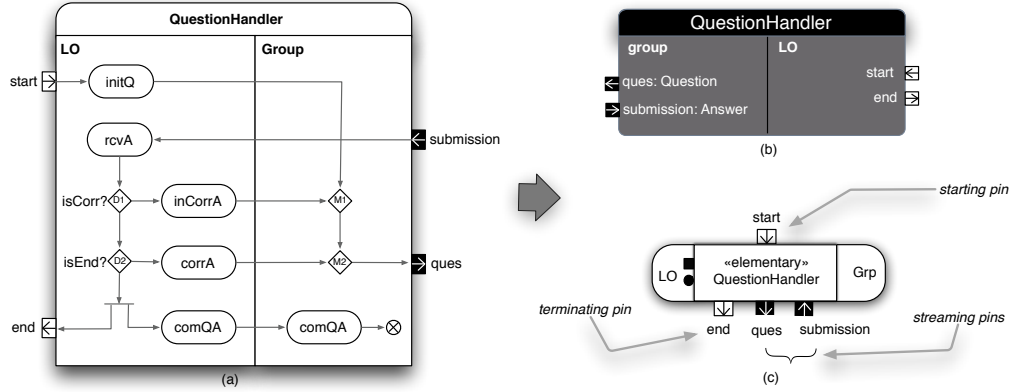 QuestionHandler
LO
Group
start
initQ
rcvA
submission
isCorr?
D1
inCorrA
M1
isEnd?
D2
corrA
M2
ques
end
comQA
comQA
(a)
QuestionHandler
group
LO
ques: Question
submission: Answer
start
end
(b)
starting pin
start
LO
«elementary»
QuestionHandler
Grp
terminating pin
end
ques
submission
streaming pins
(c)